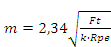 m = 2,34 √(Ft / k·Rpe)